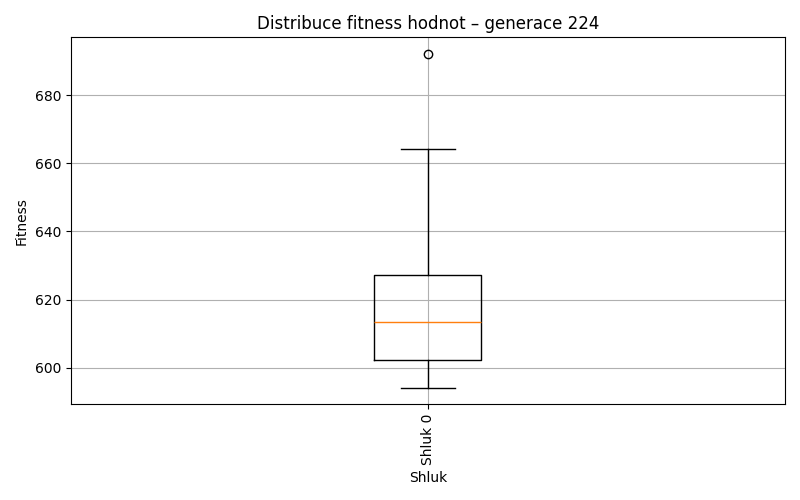 Distribuce fitness hodnot – generace 224
680
660
640
620
600
Fitness
Shluk 0
Shluk